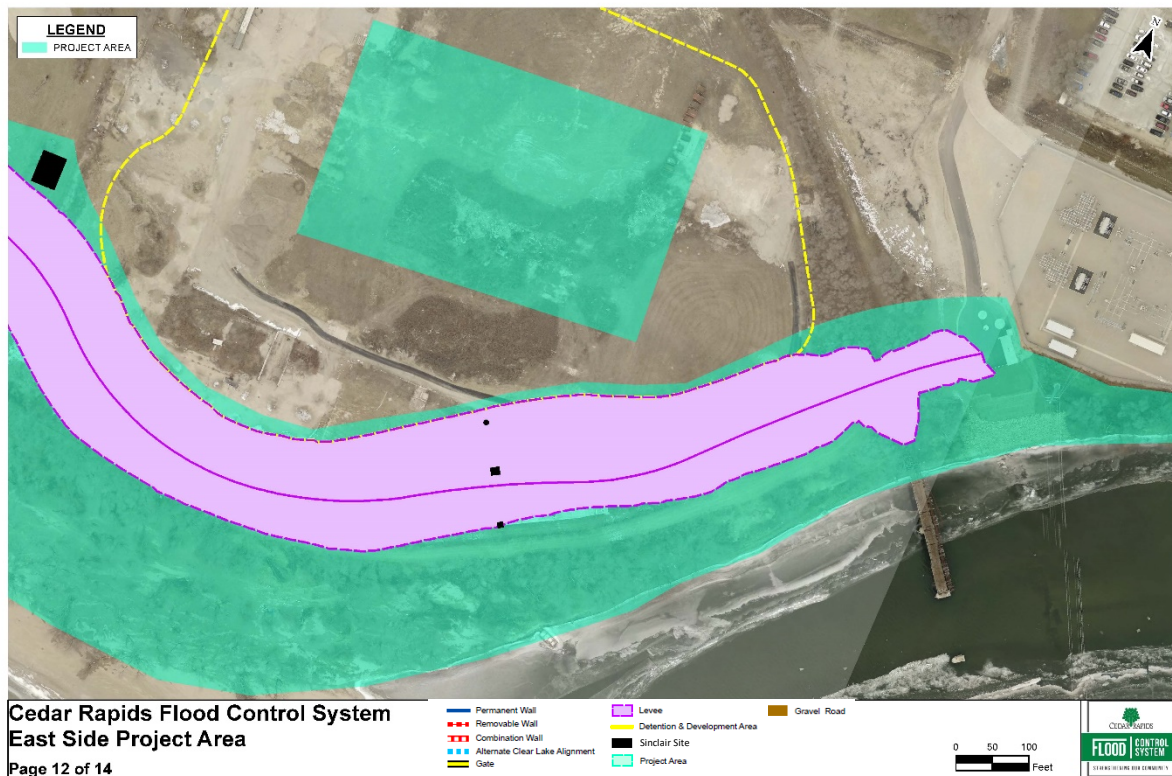 LEGEND
PROJECT AREA
N
Cedar Rapids Flood Control System
East Side Project Area
Page 12 of 14
Permanent Wall
Removable Wall
Combination Wall
Alternate Clear Lake Alignment
Gate
Levee
Detention & Development Area
Sinclair Site
Project Area
Gravel Road
0 50 100
Feet
CEDAR RAPIDS
FLOOD CONTROL
SYSTEM